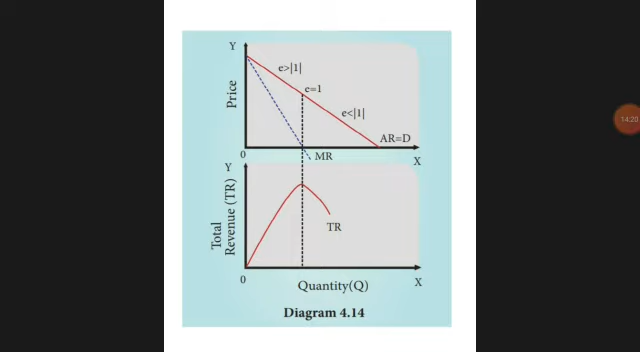 Y
Price
e>|1|
e=1
e<|1|
AR=D
0
MR
X
Y
Total
Revenue (TR)
TR
0
Quantity(Q)
X
Diagram 4.14
14:20